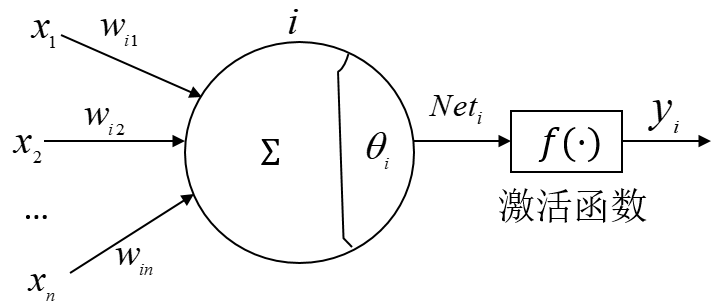 i
x₁ wᵢ₁
x₂ wᵢ₂ Σ θᵢ Netᵢ f(·) yᵢ
...
激活函数
xₙ wᵢₙ